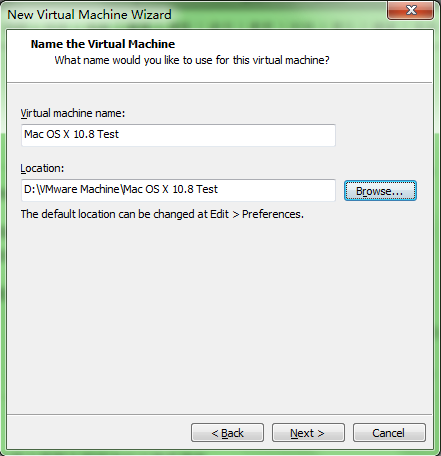 New Virtual Machine Wizard
Name the Virtual Machine
What name would you like to use for this virtual machine?
Virtual machine name:
Mac OS X 10.8 Test
Location:
D:\VMware Machine\Mac OS X 10.8 Test
Browse...
The default location can be changed at Edit > Preferences.
< Back
Next >
Cancel